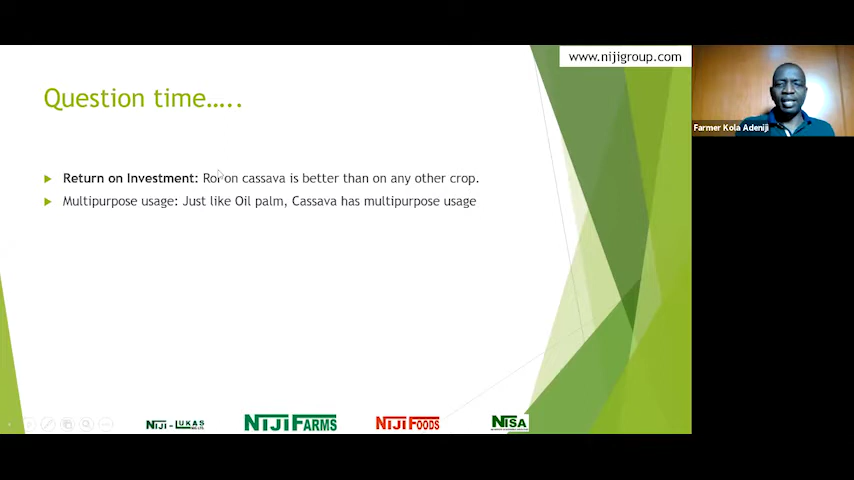 www.nijigroup.com
Question time.....
Return on Investment: RoI on cassava is better than on any other crop.
Multipurpose usage: Just like Oil palm, Cassava has multipurpose usage
Farmer Kola Adeniji
NIJI - LUKAS
NIJI FARMS
NIJI FOODS
NISA